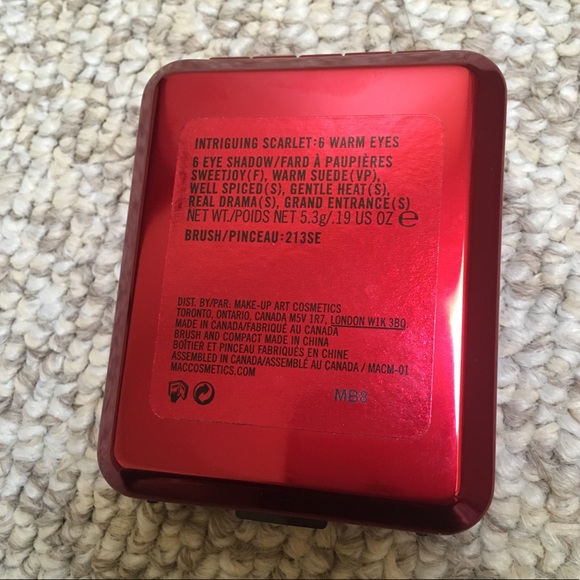 INTRIGUING SCARLET:6 WARM EYES
6 EYE SHADOW/FARD À PAUPIÈRES
SWEETJOY(F), WARM SUEDE(VP),
WELL SPICED(S), GENTLE HEAT(S),
REAL DRAMA(S), GRAND ENTRANCE(S)
NET WT./POIDS NET 5.3g/.19 US OZ ℮
BRUSH/PINCEAU:213SE
DIST. BY/PAR: MAKE-UP ART COSMETICS
TORONTO, ONTARIO, CANADA M5V 1R7, LONDON W1K 3BQ
MADE IN CANADA/FABRIQUÉ AU CANADA
BRUSH AND COMPACT MADE IN CHINA
BOÎTIER ET PINCEAU FABRIQUÉS EN CHINE
ASSEMBLED IN CANADA/ASSEMBLÉ AU CANADA / MACM-01
MACCOSMETICS.COM
MB3